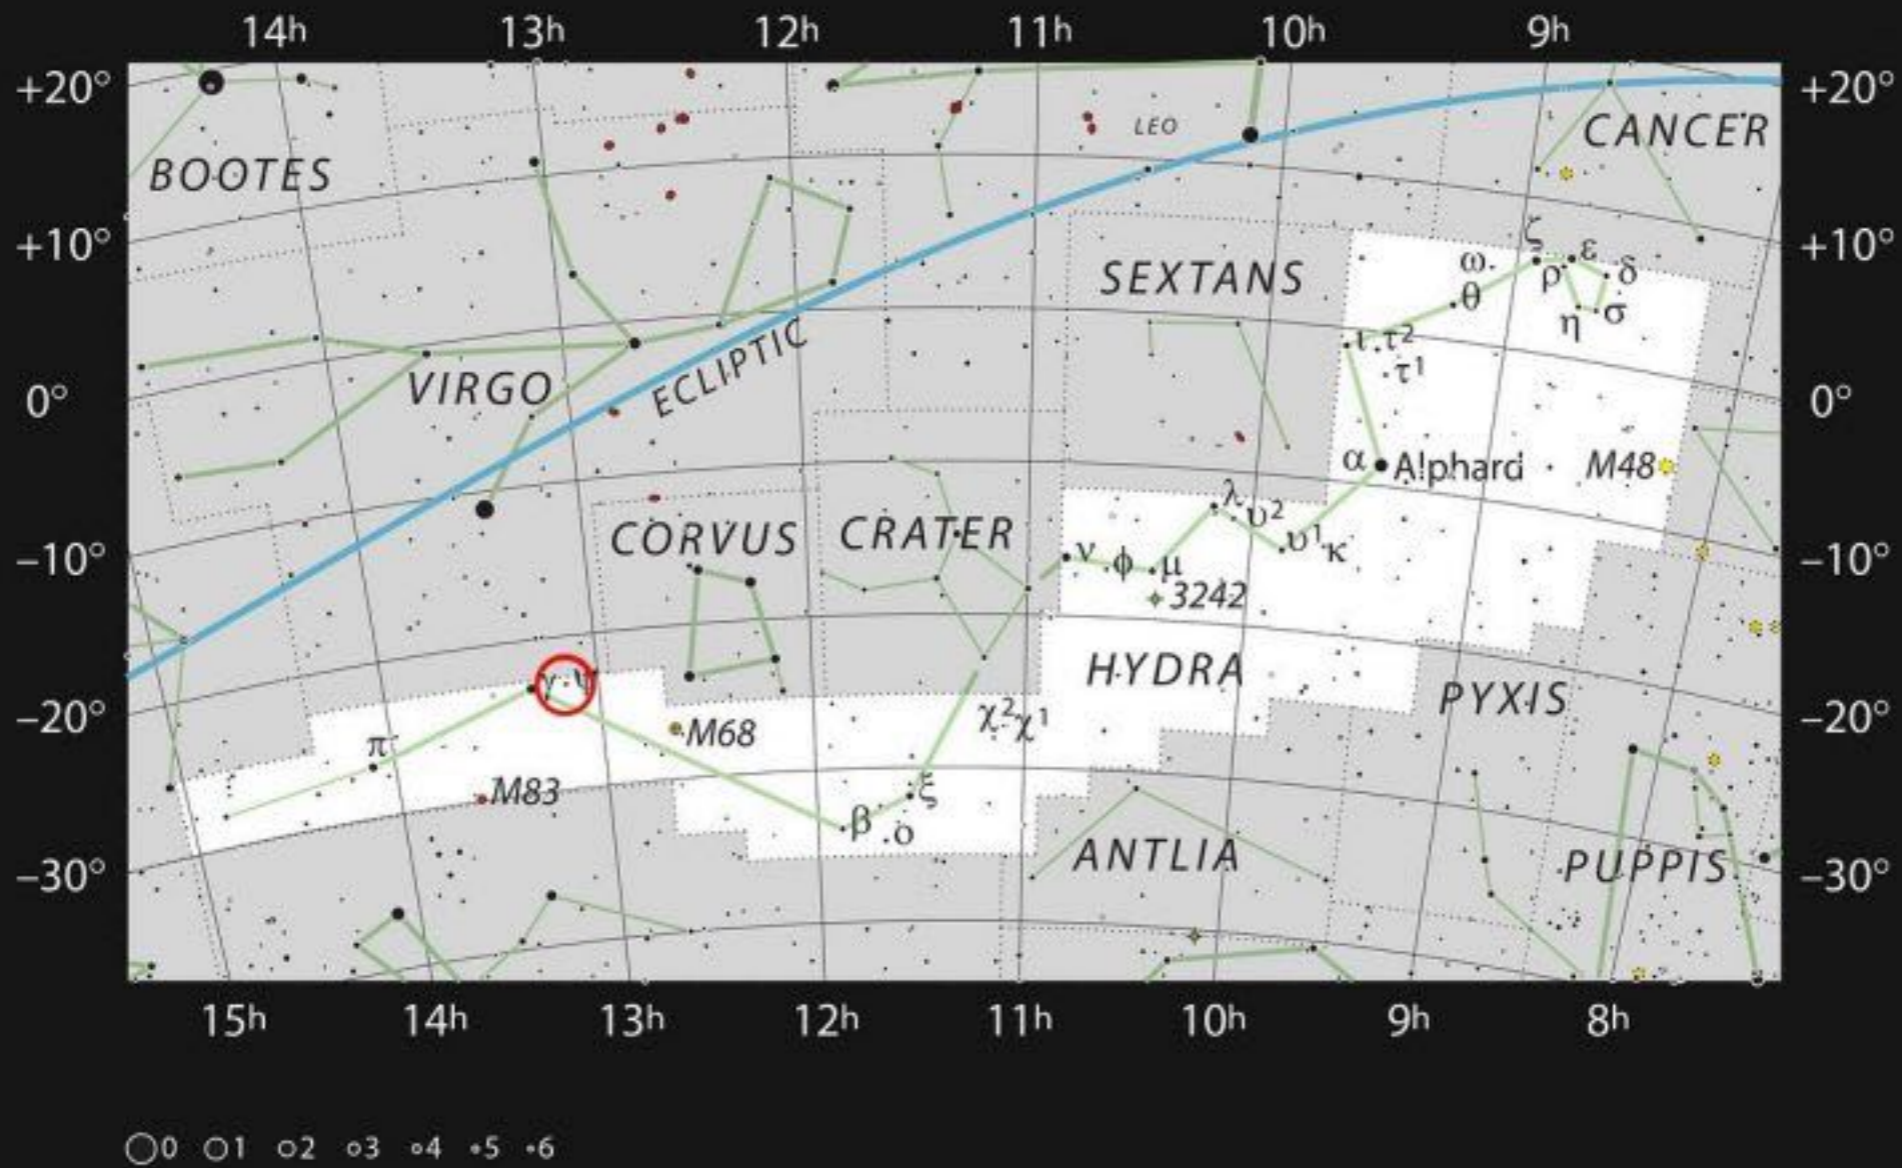 14h 13h 12h 11h 10h 9h
+20° +20°
LEO
CANCER
BOOTES
+10° +10°
ζ ε
ω ρ δ
SEXTANS
θ η σ
ι τ² 
τ¹
ECLIPTIC
VIRGO
0° 0°
α Alphard M48
λ υ²
CORVUS CRATER
υ¹ κ
ν φ μ
-10° -10°
3242
HYDRA
γ ψ
PYXIS
-20° -20°
χ² χ¹
M68
π
M83
ξ
β ο
ANTLIA
PUPPIS
-30° -30°
15h 14h 13h 12h 11h 10h 9h 8h
0 1 2 3 4 5 6